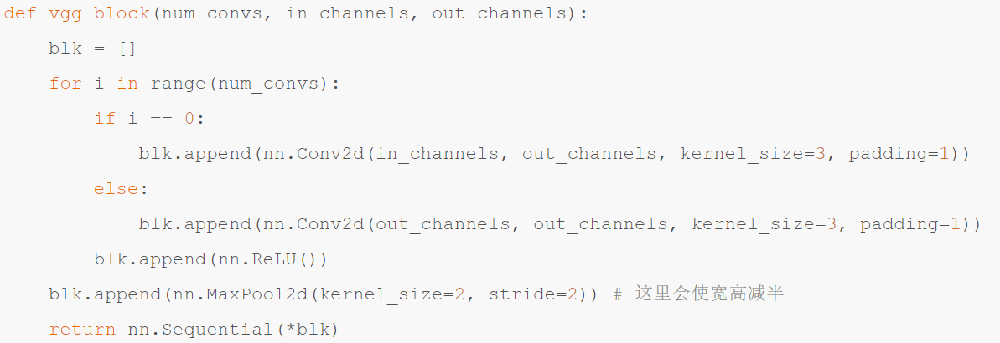 def vgg_block(num_convs, in_channels, out_channels):
    blk = []
    for i in range(num_convs):
        if i == 0:
            blk.append(nn.Conv2d(in_channels, out_channels, kernel_size=3, padding=1))
        else:
            blk.append(nn.Conv2d(out_channels, out_channels, kernel_size=3, padding=1))
        blk.append(nn.ReLU())
    blk.append(nn.MaxPool2d(kernel_size=2, stride=2)) # 这里会使宽高减半
    return nn.Sequential(*blk)